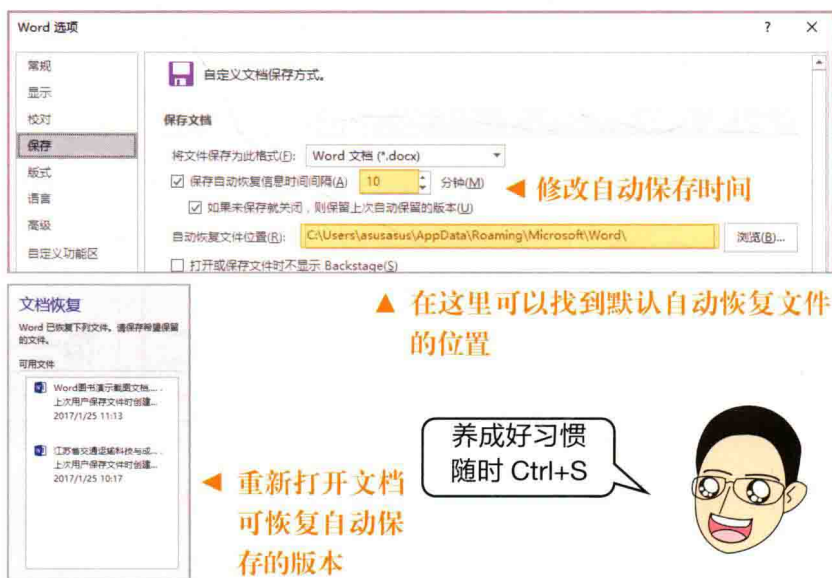 Word 选项
? ×
常规
显示
校对
保存
版式
语言
高级
自定义功能区
自定义文档保存方式。
保存文档
将文件保存为此格式(F): Word 文档 (*.docx)
保存自动恢复信息时间间隔(A) 10 分钟(M)
◀ 修改自动保存时间
如果未保存就关闭，则保留上次自动保留的版本(U)
自动恢复文件位置(R): C:\Users\asusasus\AppData\Roaming\Microsoft\Word\ 浏览(B)...
打开或保存文件时不显示 Backstage(S)
▲ 在这里可以找到默认自动恢复文件
的位置
文档恢复
Word 已恢复下列文件。请保存希望保留
的文件。
可用文件
Word图书演示截图文档...
上次用户保存文件时创建...
2017/1/25 11:13
江苏省交通运输科技与成...
上次用户保存文件时创建...
2017/1/25 10:17
◀ 重新打开文档
可恢复自动保
存的版本
养成好习惯
随时 Ctrl+S